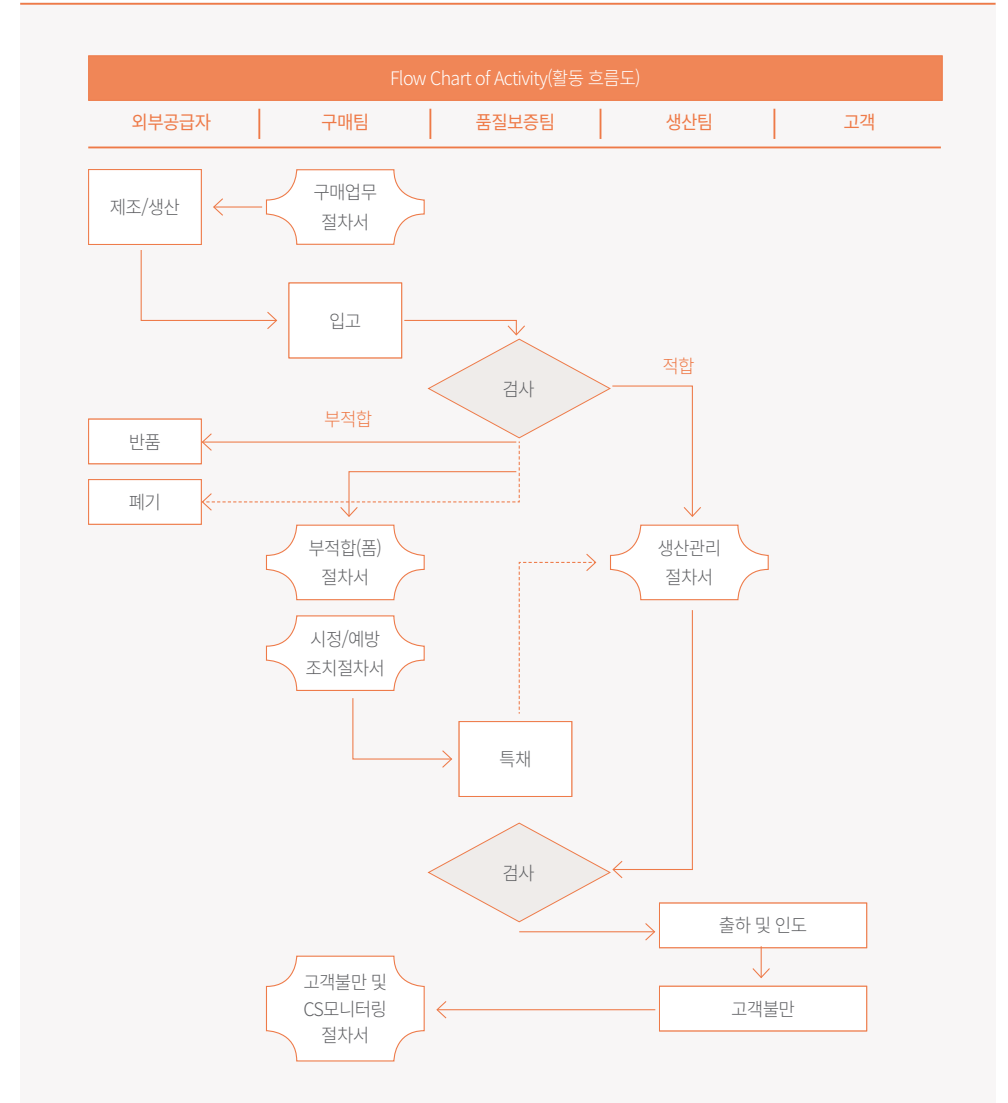 Flow Chart of Activity(활동 흐름도)
외부공급자
구매팀
품질보증팀
생산팀
고객
제조/생산
구매업무
절차서
입고
검사
적합
부적합
반품
폐기
부적합(폼)
절차서
생산관리
절차서
시정/예방
조치절차서
특채
검사
출하 및 인도
고객불만 및
CS모니터링
절차서
고객불만